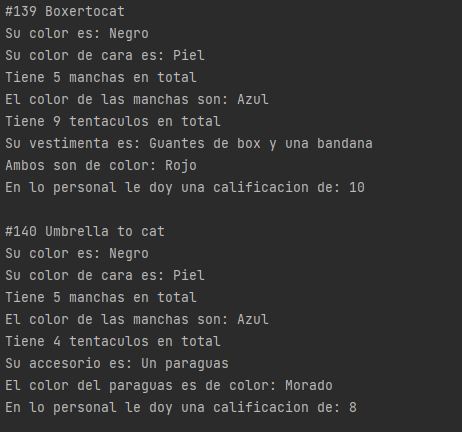 #139 Boxertocat
Su color es: Negro
Su color de cara es: Piel
Tiene 5 manchas en total
El color de las manchas son: Azul
Tiene 9 tentaculos en total
Su vestimenta es: Guantes de box y una bandana
Ambos son de color: Rojo
En lo personal le doy una calificacion de: 10
#140 Umbrella to cat
Su color es: Negro
Su color de cara es: Piel
Tiene 5 manchas en total
El color de las manchas son: Azul
Tiene 4 tentaculos en total
Su accesorio es: Un paraguas
El color del paraguas es de color: Morado
En lo personal le doy una calificacion de: 8